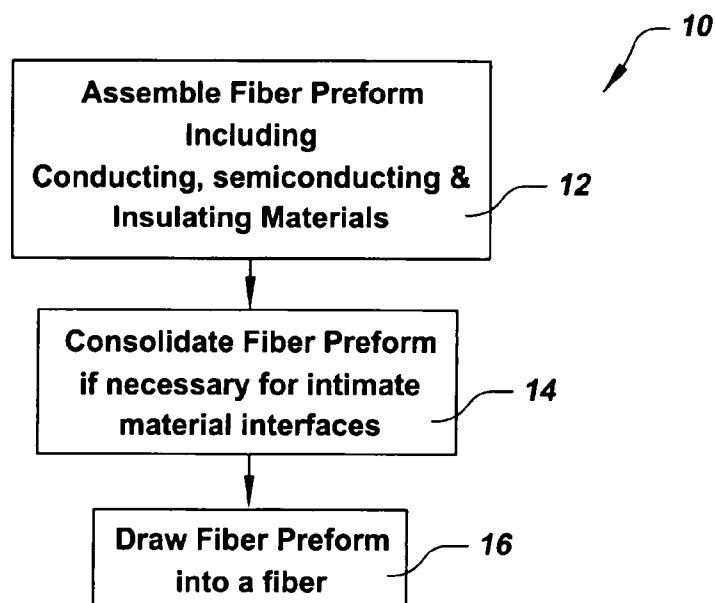 10
Assemble Fiber Preform
Including
Conducting, semiconducting &
Insulating Materials
12
Consolidate Fiber Preform
if necessary for intimate
material interfaces
14
Draw Fiber Preform
into a fiber
16